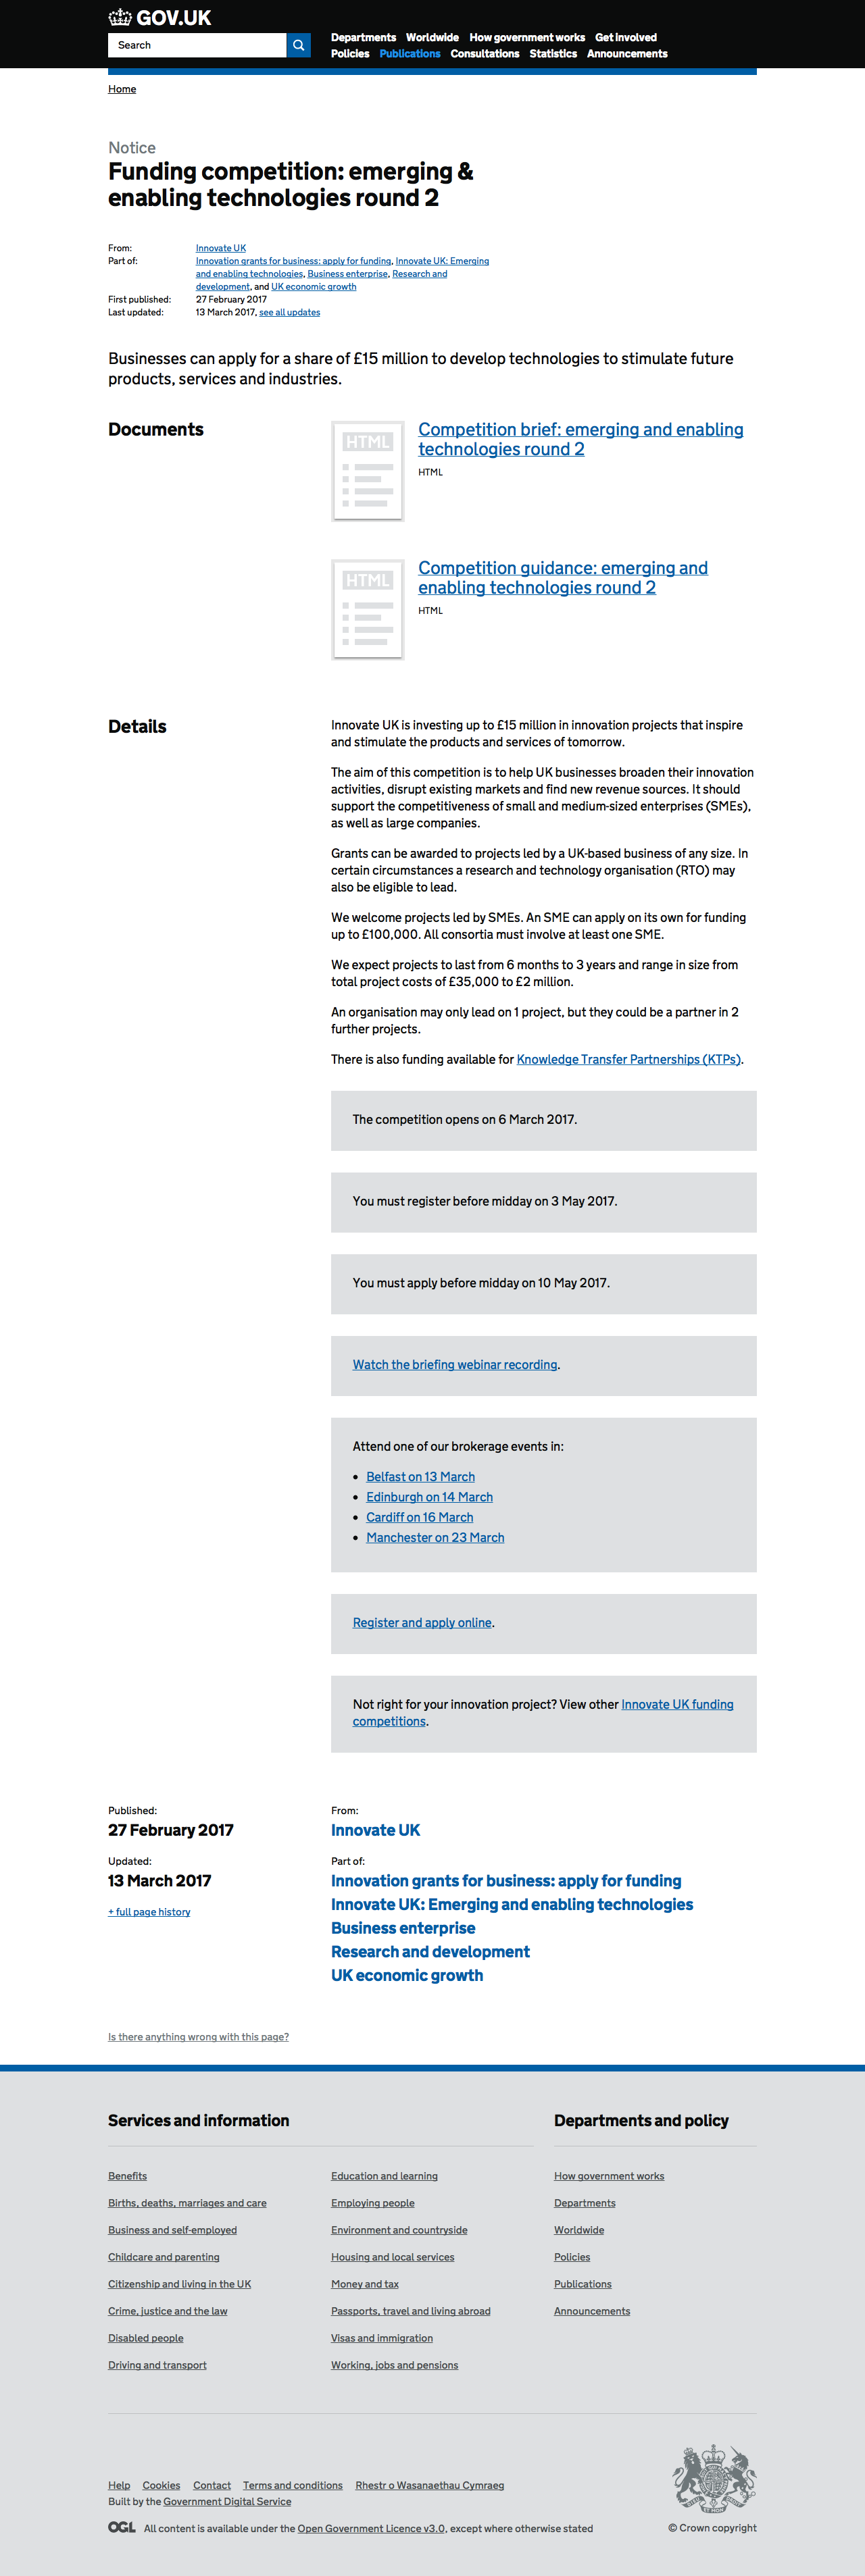 GOV.UK
Search
Departments Worldwide How government works Get involved
Policies Publications Consultations Statistics Announcements
Home
Notice
Funding competition: emerging &
enabling technologies round 2
From: Innovate UK
Part of: Innovation grants for business: apply for funding, Innovate UK: Emerging
and enabling technologies, Business enterprise, Research and
development, and UK economic growth
First published: 27 February 2017
Last updated: 13 March 2017, see all updates
Businesses can apply for a share of £15 million to develop technologies to stimulate future
products, services and industries.
Documents
HTML
Competition brief: emerging and enabling
technologies round 2
HTML
HTML
Competition guidance: emerging and
enabling technologies round 2
HTML
Details
Innovate UK is investing up to £15 million in innovation projects that inspire
and stimulate the products and services of tomorrow.
The aim of this competition is to help UK businesses broaden their innovation
activities, disrupt existing markets and find new revenue sources. It should
support the competitiveness of small and medium-sized enterprises (SMEs),
as well as large companies.
Grants can be awarded to projects led by a UK-based business of any size. In
certain circumstances a research and technology organisation (RTO) may
also be eligible to lead.
We welcome projects led by SMEs. An SME can apply on its own for funding
up to £100,000. All consortia must involve at least one SME.
We expect projects to last from 6 months to 3 years and range in size from
total project costs of £35,000 to £2 million.
An organisation may only lead on 1 project, but they could be a partner in 2
further projects.
There is also funding available for Knowledge Transfer Partnerships (KTPs).
The competition opens on 6 March 2017.
You must register before midday on 3 May 2017.
You must apply before midday on 10 May 2017.
Watch the briefing webinar recording.
Attend one of our brokerage events in:
• Belfast on 13 March
• Edinburgh on 14 March
• Cardiff on 16 March
• Manchester on 23 March
Register and apply online.
Not right for your innovation project? View other Innovate UK funding
competitions.
Published:
27 February 2017
Updated:
13 March 2017
+ full page history
From:
Innovate UK
Part of:
Innovation grants for business: apply for funding
Innovate UK: Emerging and enabling technologies
Business enterprise
Research and development
UK economic growth
Is there anything wrong with this page?
Services and information
Benefits
Births, deaths, marriages and care
Business and self-employed
Childcare and parenting
Citizenship and living in the UK
Crime, justice and the law
Disabled people
Driving and transport
Education and learning
Employing people
Environment and countryside
Housing and local services
Money and tax
Passports, travel and living abroad
Visas and immigration
Working, jobs and pensions
Departments and policy
How government works
Departments
Worldwide
Policies
Publications
Announcements
Help Cookies Contact Terms and conditions Rhestr o Wasanaethau Cymraeg
Built by the Government Digital Service
OGL All content is available under the Open Government Licence v3.0, except where otherwise stated
© Crown copyright